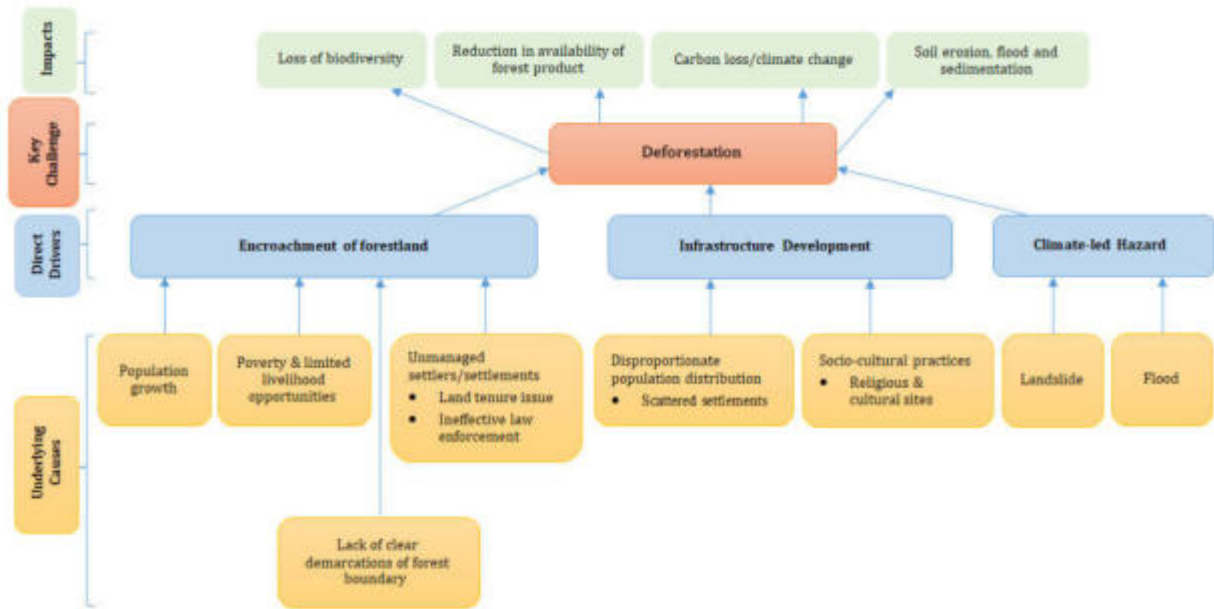 Impacts
Loss of biodiversity
Reduction in availability of
forest product
Carbon loss/climate change
Soil erosion, flood and
sedimentation
Key
Challenge
Deforestation
Direct
Drivers
Encroachment of forestland
Infrastructure Development
Climate-led Hazard
Underlying
Causes
Population
growth
Poverty & limited
livelihood
opportunities
Unmanaged
settlers/settlements
• Land tenure issue
• Ineffective law
enforcement
Disproportionate
population distribution
• Scattered settlements
Socio-cultural practices
• Religious &
cultural sites
Landslide
Flood
Lack of clear
demarcations of forest
boundary